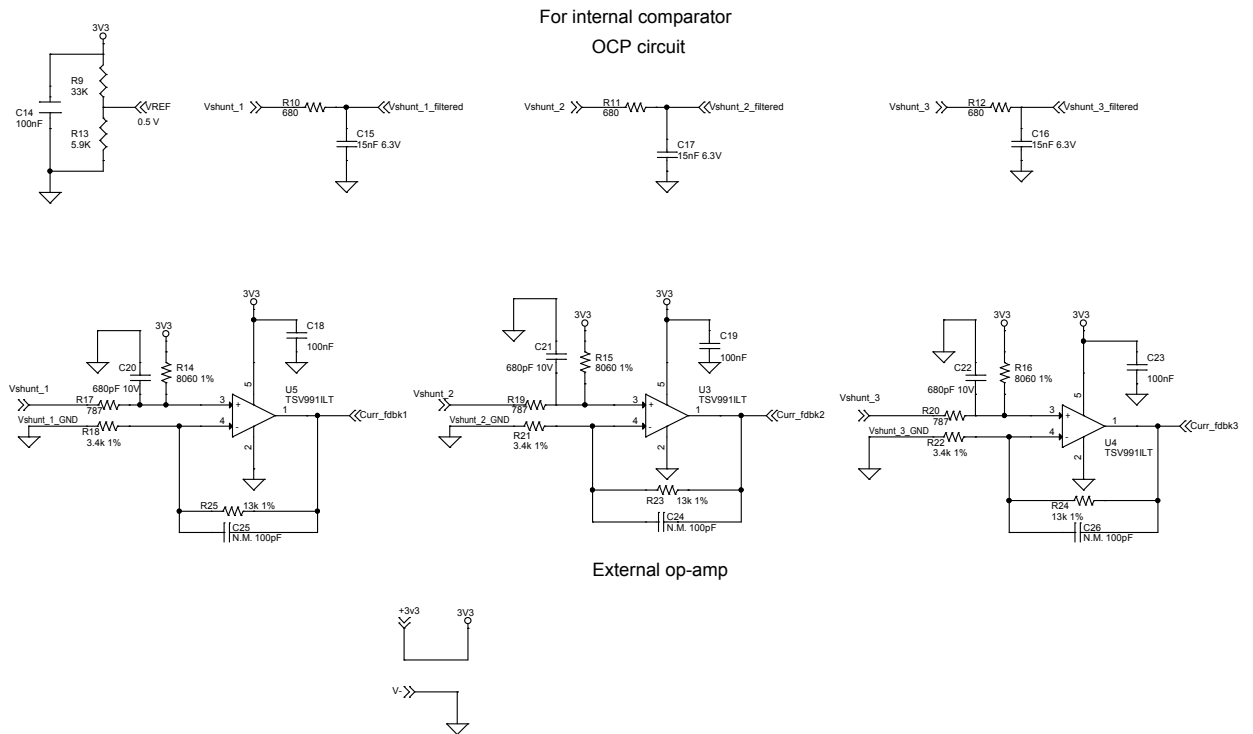 For internal comparator
OCP circuit
3V3
R9
33K
C14
100nF
VREF
0.5 V
R13
5.9K
Vshunt_1
R10
680
Vshunt_1_filtered
C15
15nF 6.3V
Vshunt_2
R11
680
Vshunt_2_filtered
C17
15nF 6.3V
Vshunt_3
R12
680
Vshunt_3_filtered
C16
15nF 6.3V
3V3
C18
100nF
3V3
C20
680pF 10V
R14
8060 1%
Vshunt_1
R17
787
Vshunt_1_GND
R18
3.4k 1%
3
+
4
-
5
2
1
U5
TSV991ILT
Curr_fdbk1
R25
13k 1%
C25
N.M. 100pF
3V3
C19
100nF
3V3
C21
680pF 10V
R15
8060 1%
Vshunt_2
R19
787
Vshunt_2_GND
R21
3.4k 1%
3
+
4
-
5
2
1
U3
TSV991ILT
Curr_fdbk2
R23
13k 1%
C24
N.M. 100pF
3V3
C23
100nF
3V3
C22
680pF 10V
R16
8060 1%
Vshunt_3
R20
787
Vshunt_3_GND
R22
3.4k 1%
3
+
4
-
5
2
1
U4
TSV991ILT
Curr_fdbk3
R24
13k 1%
C26
N.M. 100pF
External op-amp
+3v3
3V3
V-